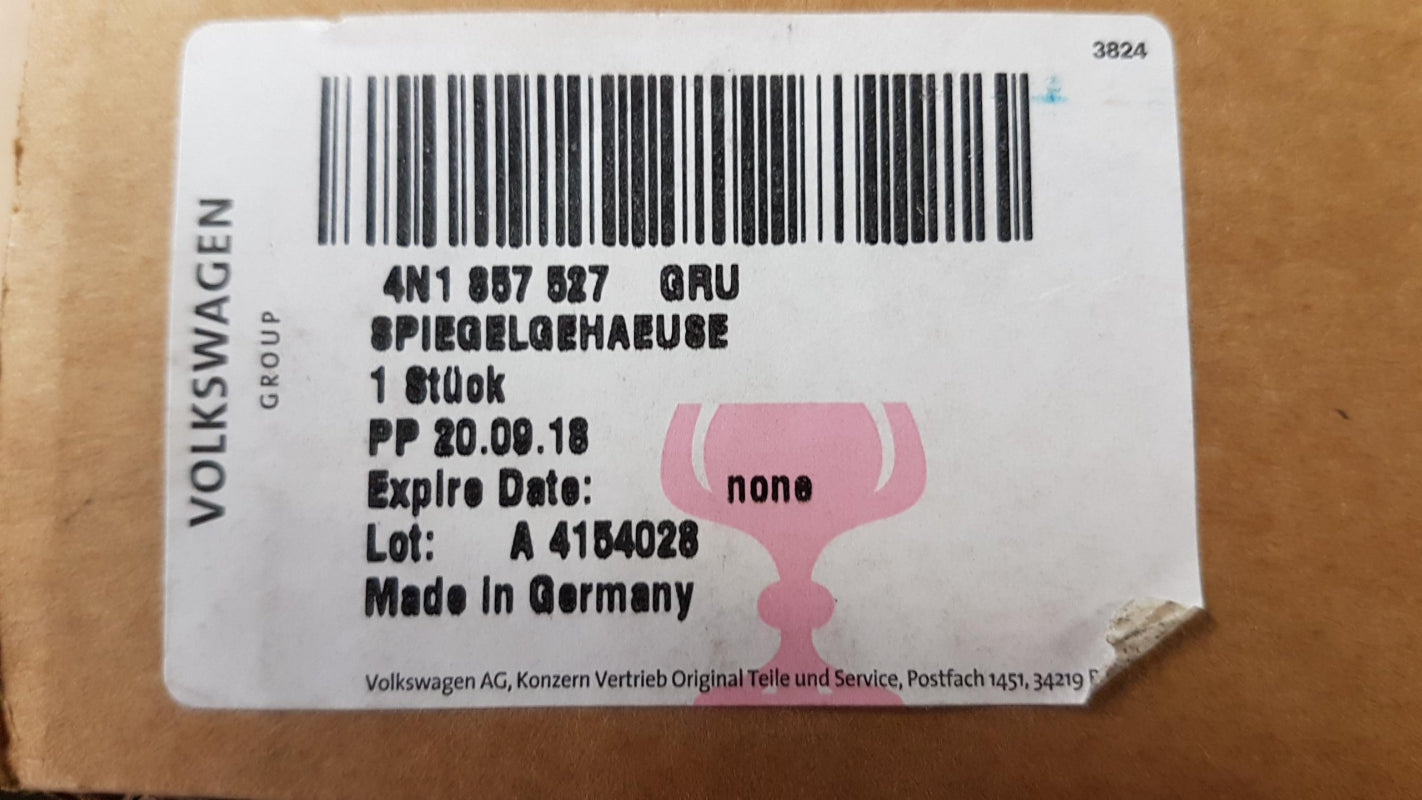 3824
VOLKSWAGEN
GROUP
4N1 857 527 GRU
SPIEGELGEHAEUSE
1 Stück
PP 20.09.18
Expire Date: none
Lot: A 4154028
Made in Germany
Volkswagen AG, Konzern Vertrieb Original Teile und Service, Postfach 1451, 34219